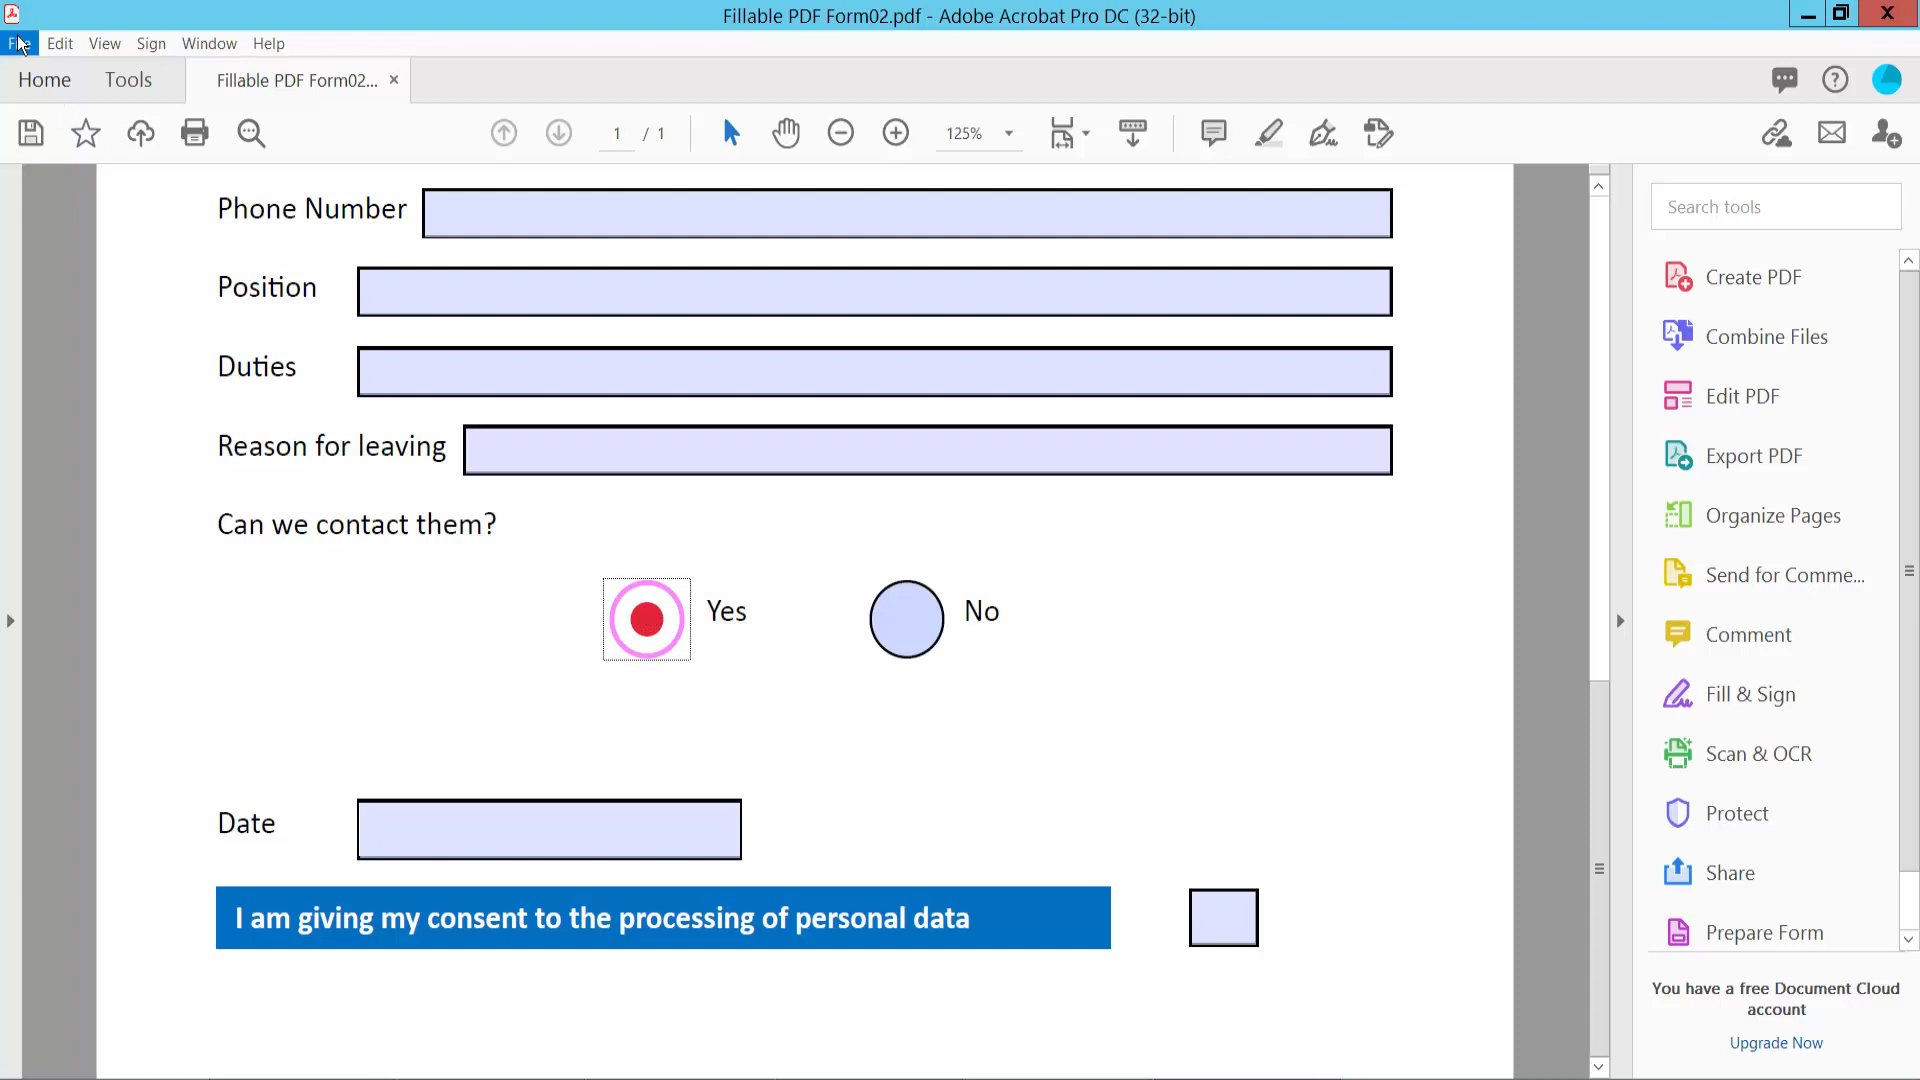 Fillable PDF Form02.pdf - Adobe Acrobat Pro DC (32-bit)
Edit View Sign Window Help
Home Tools Fillable PDF Form02... ×
1 / 1 125%
Phone Number
Position
Duties
Reason for leaving
Can we contact them?
Yes No
Date
I am giving my consent to the processing of personal data
Search tools
Create PDF
Combine Files
Edit PDF
Export PDF
Organize Pages
Send for Comme...
Comment
Fill & Sign
Scan & OCR
Protect
Share
Prepare Form
You have a free Document Cloud
account
Upgrade Now